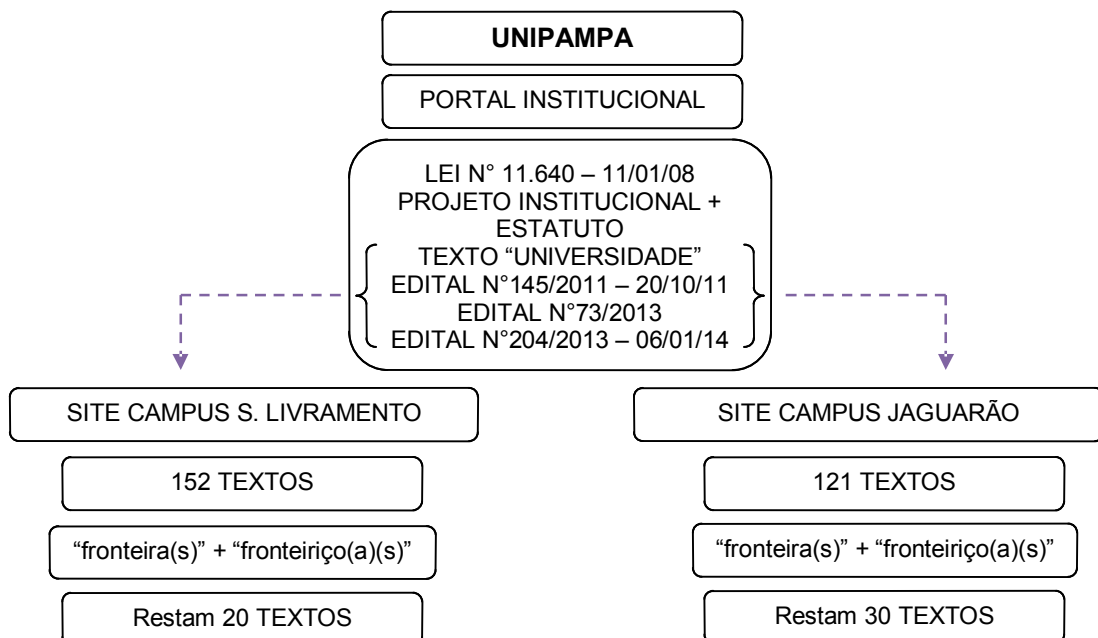 UNIPAMPA
PORTAL INSTITUCIONAL
LEI N° 11.640 – 11/01/08
PROJETO INSTITUCIONAL +
ESTATUTO
TEXTO “UNIVERSIDADE”
EDITAL N°145/2011 – 20/10/11
EDITAL N°73/2013
EDITAL N°204/2013 – 06/01/14
SITE CAMPUS S. LIVRAMENTO
152 TEXTOS
“fronteira(s)” + “fronteiriço(a)(s)”
Restam 20 TEXTOS
SITE CAMPUS JAGUARÃO
121 TEXTOS
“fronteira(s)” + “fronteiriço(a)(s)”
Restam 30 TEXTOS